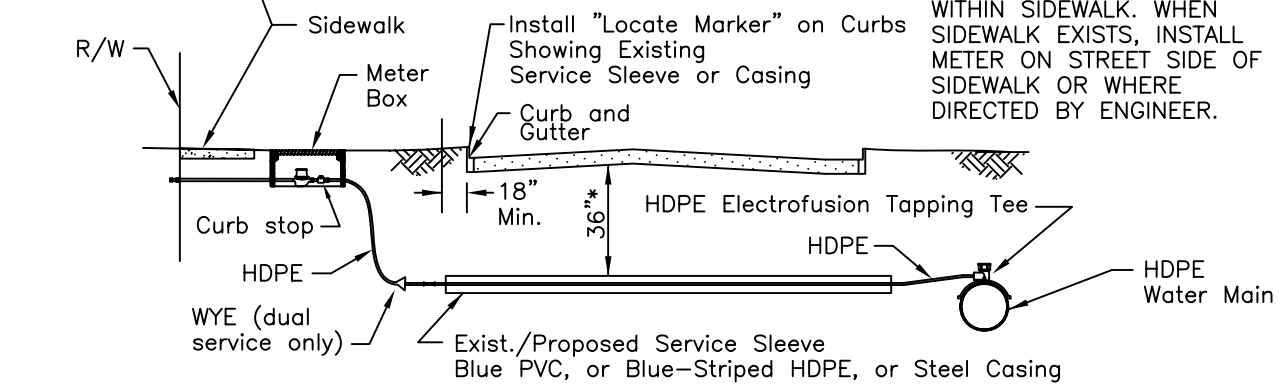 WITHIN SIDEWALK. WHEN
SIDEWALK EXISTS, INSTALL
METER ON STREET SIDE OF
SIDEWALK OR WHERE
DIRECTED BY ENGINEER.
Sidewalk
R/W
Install "Locate Marker" on Curbs
Showing Existing
Service Sleeve or Casing
Meter
Box
Curb and
Gutter
18"
Min.
36"*
HDPE Electrofusion Tapping Tee
Curb stop
HDPE
HDPE
HDPE
Water Main
WYE (dual
service only)
Exist./Proposed Service Sleeve
Blue PVC, or Blue-Striped HDPE, or Steel Casing